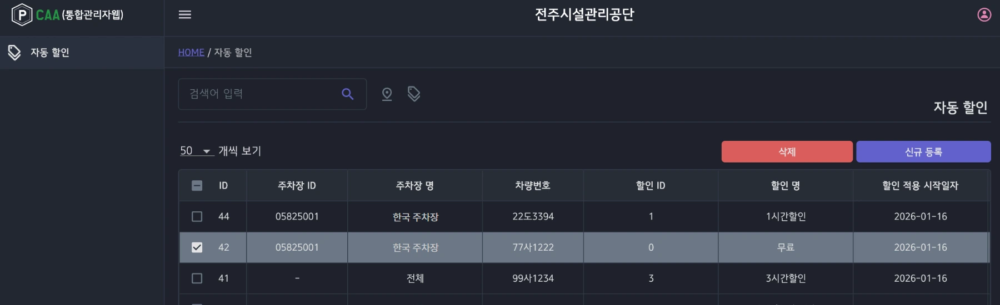 P CAA (통합관리자웹)
전주시설관리공단
자동 할인
HOME / 자동 할인
검색어 입력
자동 할인
50 개씩 보기
삭제
신규 등록
ID 주차장 ID 주차장 명 차량번호 할인 ID 할인 명 할인 적용 시작일자
44 05825001 한국 주차장 22도3394 1 1시간할인 2026-01-16
42 05825001 한국 주차장 77사1222 0 무료 2026-01-16
41 - 전체 99사1234 3 3시간할인 2026-01-16